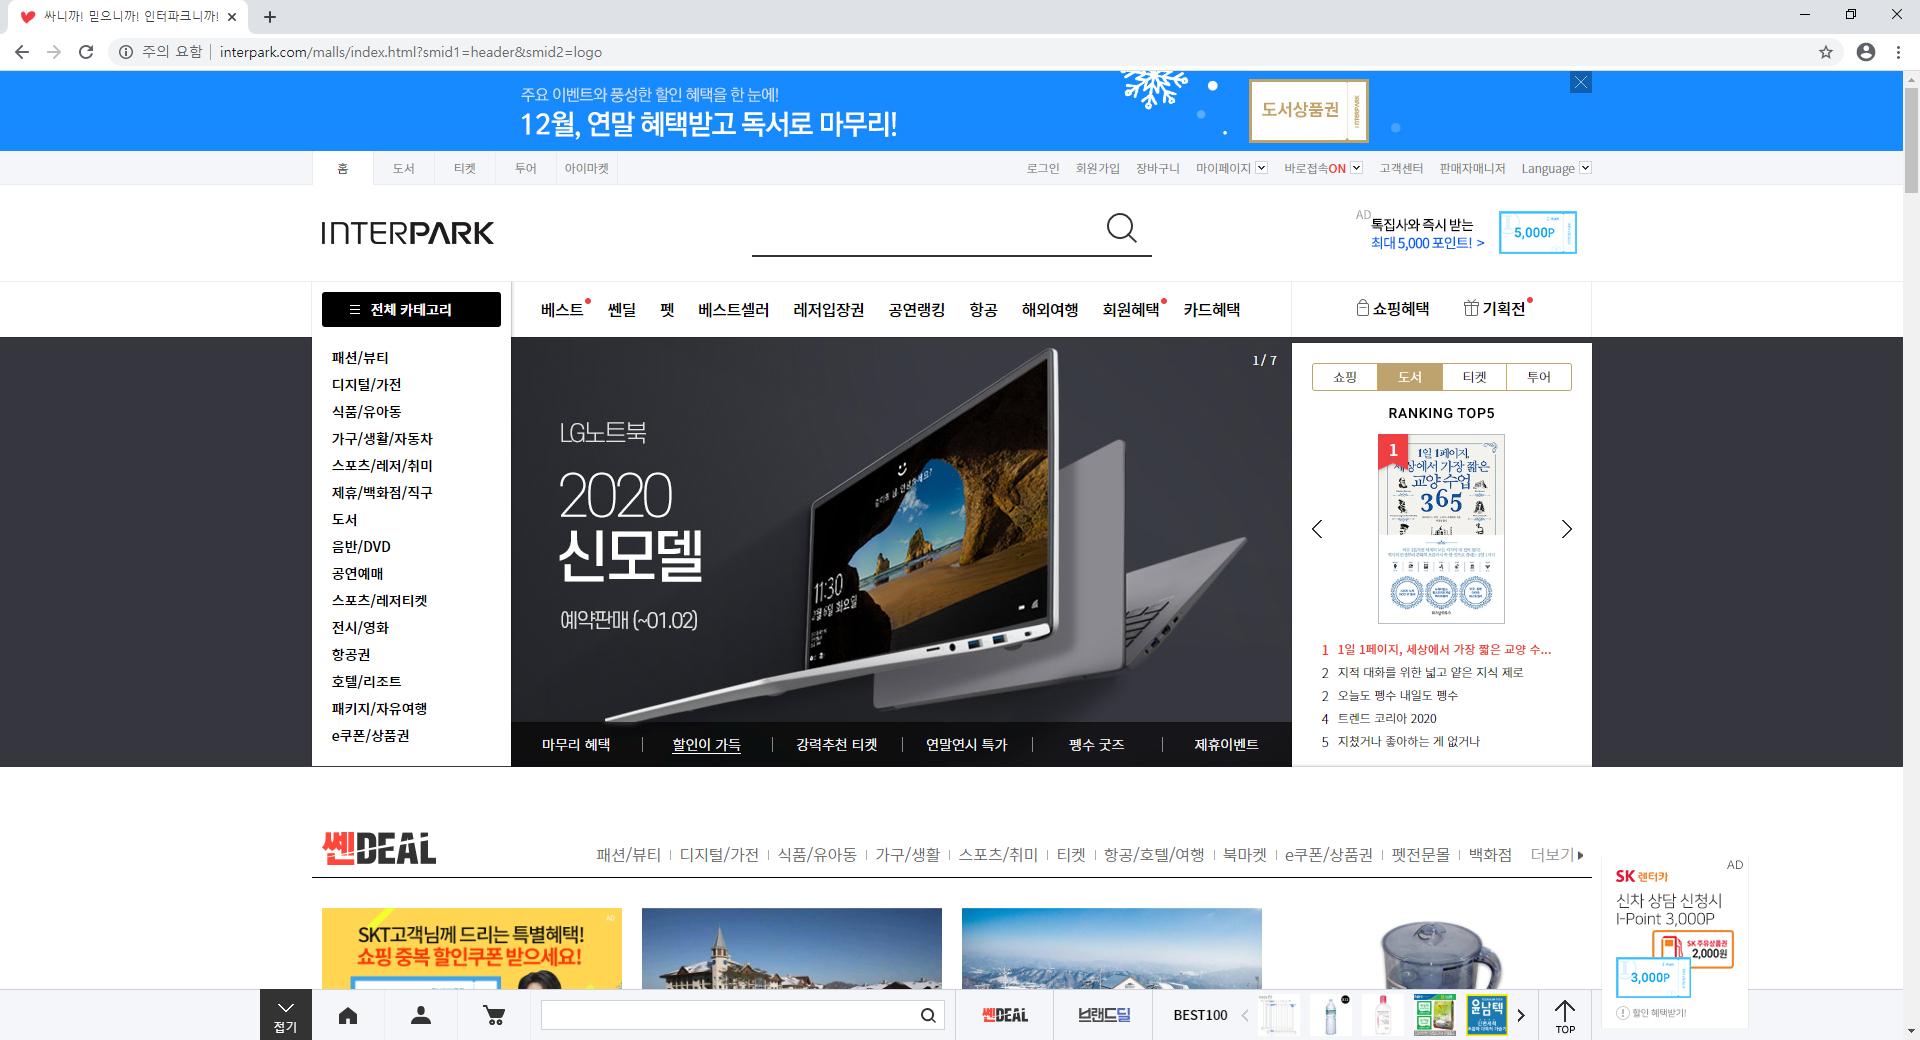 싸니까! 믿으니까! 인터파크니까!
주의 요함 interpark.com/malls/index.html?smid1=header&smid2=logo
주요 이벤트와 풍성한 할인 혜택을 한 눈에!
12월, 연말 혜택받고 독서로 마무리!
도서상품권 INTERPARK
홈 도서 티켓 투어 아이마켓
로그인 회원가입 장바구니 마이페이지 바로접속ON 고객센터 판매자매니저 Language
INTERPARK
AD
톡집사와 즉시 받는
최대 5,000 포인트! >
5,000P
전체 카테고리
베스트 쎈딜 펫 베스트셀러 레저입장권 공연랭킹 항공 해외여행 회원혜택 카드혜택
쇼핑혜택 기획전
패션/뷰티
디지털/가전
식품/유아동
가구/생활/자동차
스포츠/레저/취미
제휴/백화점/직구
도서
음반/DVD
공연예매
스포츠/레저티켓
전시/영화
항공권
호텔/리조트
패키지/자유여행
e쿠폰/상품권
1 / 7
LG노트북
2020
신모델
예약판매 (~01.02)
11:30
마무리 혜택 할인이 가득 강력추천 티켓 연말연시 특가 펭수 굿즈 제휴이벤트
쇼핑 도서 티켓 투어
RANKING TOP5
1
1일 1페이지,
세상에서 가장 짧은
교양 수업
365
1 1일 1페이지, 세상에서 가장 짧은 교양 수...
2 지적 대화를 위한 넓고 얕은 지식 제로
2 오늘도 펭수 내일도 펭수
4 트렌드 코리아 2020
5 지쳤거나 좋아하는 게 없거나
쎈DEAL
패션/뷰티 디지털/가전 식품/유아동 가구/생활 스포츠/취미 티켓 항공/호텔/여행 북마켓 e쿠폰/상품권 펫전문몰 백화점 더보기
AD
SKT고객님께 드리는 특별혜택!
쇼핑 중복 할인쿠폰 받으세요!
AD
SK 렌터카
신차 상담 신청시
I-Point 3,000P
SK 주유상품권
2,000원
3,000P
할인 혜택받기!
접기
쎈DEAL
브랜드딜
BEST100
윤남텍
TOP